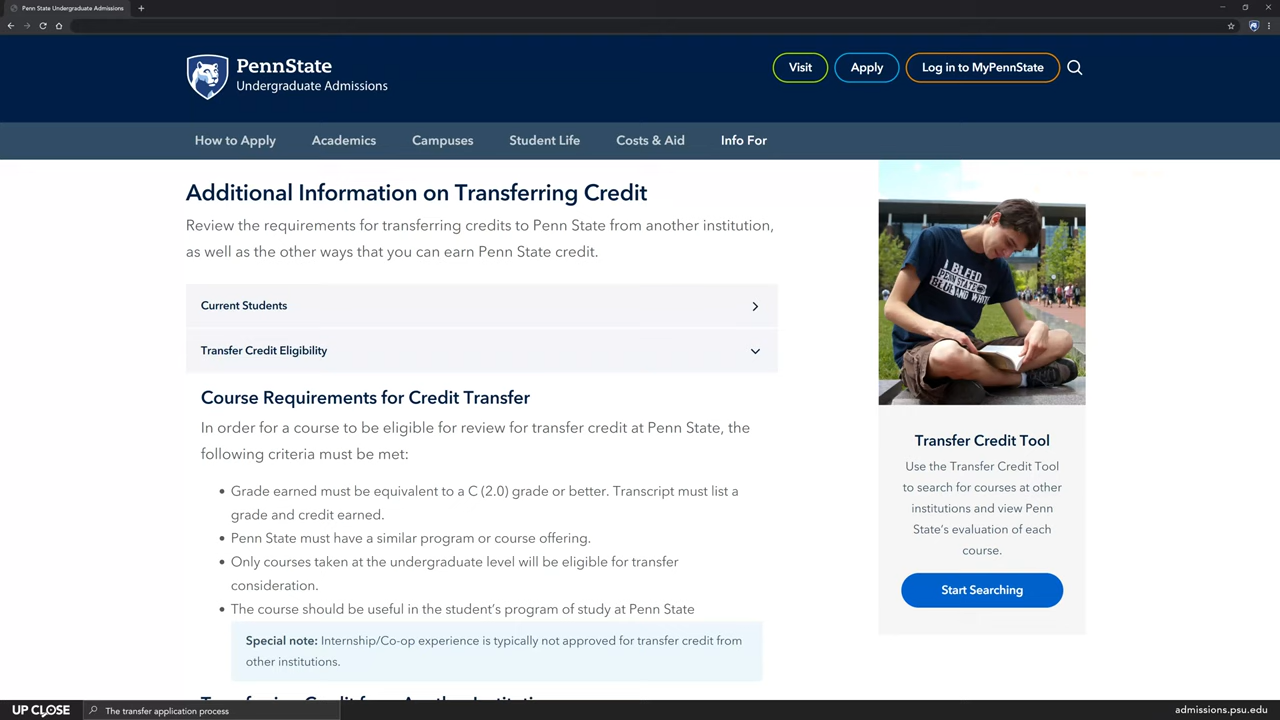 Penn State Undergraduate Admissions
PennState
Undergraduate Admissions
Visit
Apply
Log in to MyPennState
How to Apply
Academics
Campuses
Student Life
Costs & Aid
Info For
Additional Information on Transferring Credit
Review the requirements for transferring credits to Penn State from another institution,
as well as the other ways that you can earn Penn State credit.
Current Students
Transfer Credit Eligibility
Course Requirements for Credit Transfer
In order for a course to be eligible for review for transfer credit at Penn State, the
following criteria must be met:
• Grade earned must be equivalent to a C (2.0) grade or better. Transcript must list a
grade and credit earned.
• Penn State must have a similar program or course offering.
• Only courses taken at the undergraduate level will be eligible for transfer
consideration.
• The course should be useful in the student's program of study at Penn State
Special note: Internship/Co-op experience is typically not approved for transfer credit from
other institutions.
I BLEED
PENN STATE
BLUE AND WHITE
Transfer Credit Tool
Use the Transfer Credit Tool
to search for courses at other
institutions and view Penn
State's evaluation of each
course.
Start Searching
UP CLOSE
The transfer application process
admissions.psu.edu